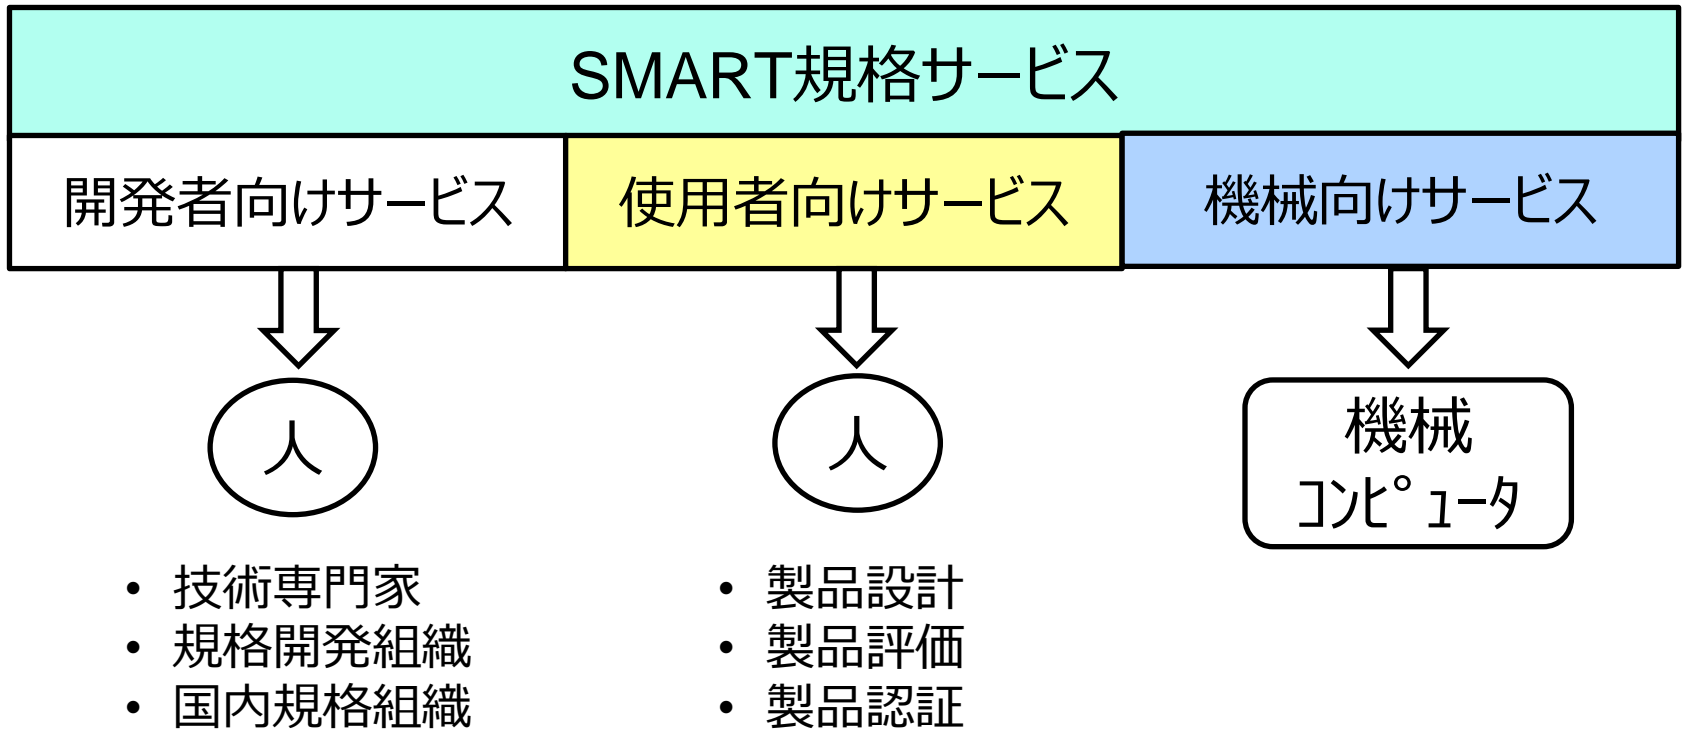 SMART規格サービス
開発者向けサービス
使用者向けサービス
機械向けサービス
人
人
機械
ｺﾝﾋﾟｭｰﾀ
• 技術専門家
• 規格開発組織
• 国内規格組織
• 製品設計
• 製品評価
• 製品認証